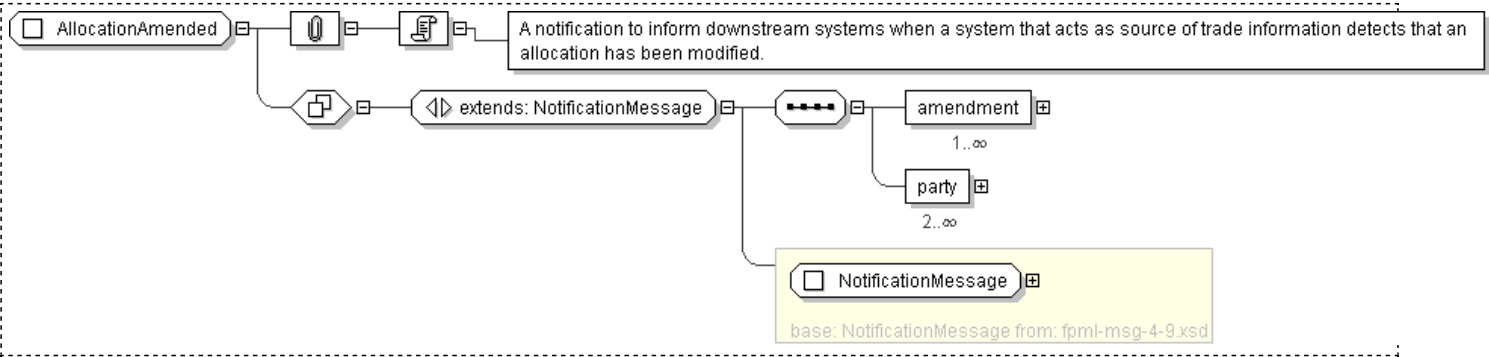 AllocationAmended
A notification to inform downstream systems when a system that acts as source of trade information detects that an
allocation has been modified.
extends: NotificationMessage
amendment
1..∞
party
2..∞
NotificationMessage
base: NotificationMessage from: fpml-msg-4-9.xsd